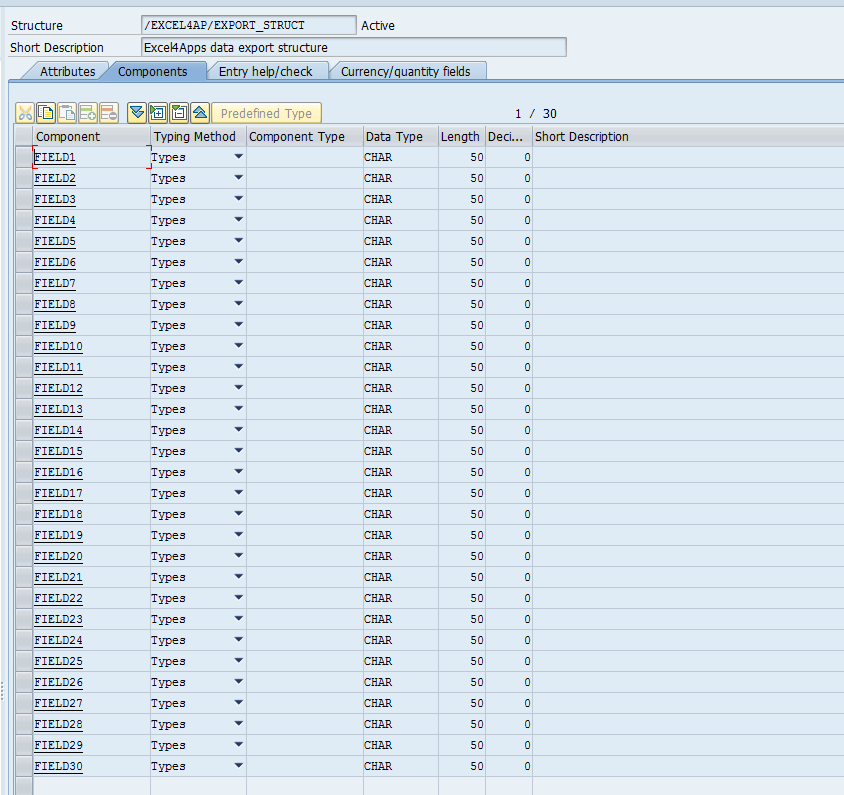 Structure /EXCEL4AP/EXPORT_STRUCT Active
Short Description Excel4Apps data export structure
Attributes Components Entry help/check Currency/quantity fields
Predefined Type 1 / 30
Component Typing Method Component Type Data Type Length Deci... Short Description
FIELD1 Types CHAR 50 0
FIELD2 Types CHAR 50 0
FIELD3 Types CHAR 50 0
FIELD4 Types CHAR 50 0
FIELD5 Types CHAR 50 0
FIELD6 Types CHAR 50 0
FIELD7 Types CHAR 50 0
FIELD8 Types CHAR 50 0
FIELD9 Types CHAR 50 0
FIELD10 Types CHAR 50 0
FIELD11 Types CHAR 50 0
FIELD12 Types CHAR 50 0
FIELD13 Types CHAR 50 0
FIELD14 Types CHAR 50 0
FIELD15 Types CHAR 50 0
FIELD16 Types CHAR 50 0
FIELD17 Types CHAR 50 0
FIELD18 Types CHAR 50 0
FIELD19 Types CHAR 50 0
FIELD20 Types CHAR 50 0
FIELD21 Types CHAR 50 0
FIELD22 Types CHAR 50 0
FIELD23 Types CHAR 50 0
FIELD24 Types CHAR 50 0
FIELD25 Types CHAR 50 0
FIELD26 Types CHAR 50 0
FIELD27 Types CHAR 50 0
FIELD28 Types CHAR 50 0
FIELD29 Types CHAR 50 0
FIELD30 Types CHAR 50 0